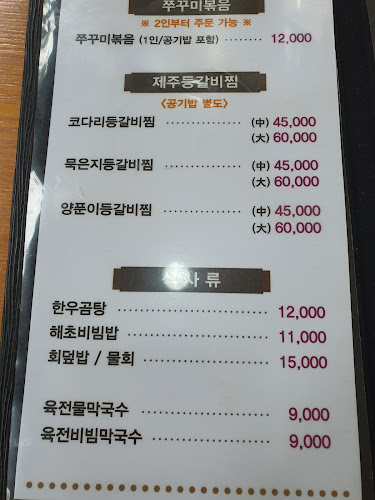 쭈꾸미볶음
※ 2인부터 주문 가능 ※
쭈꾸미볶음 (1인/공기밥 포함) ········ 12,000
제주등갈비찜
<공기밥 별도>
코다리등갈비찜 ·············· (中) 45,000
(大) 60,000
묵은지등갈비찜 ·············· (中) 45,000
(大) 60,000
양푼이등갈비찜 ·············· (中) 45,000
(大) 60,000
식 사 류
한우곰탕 ························ 12,000
해초비빔밥 ···················· 11,000
회덮밥 / 물회 ················ 15,000
육전물막국수 ················ 9,000
육전비빔막국수 ············ 9,000